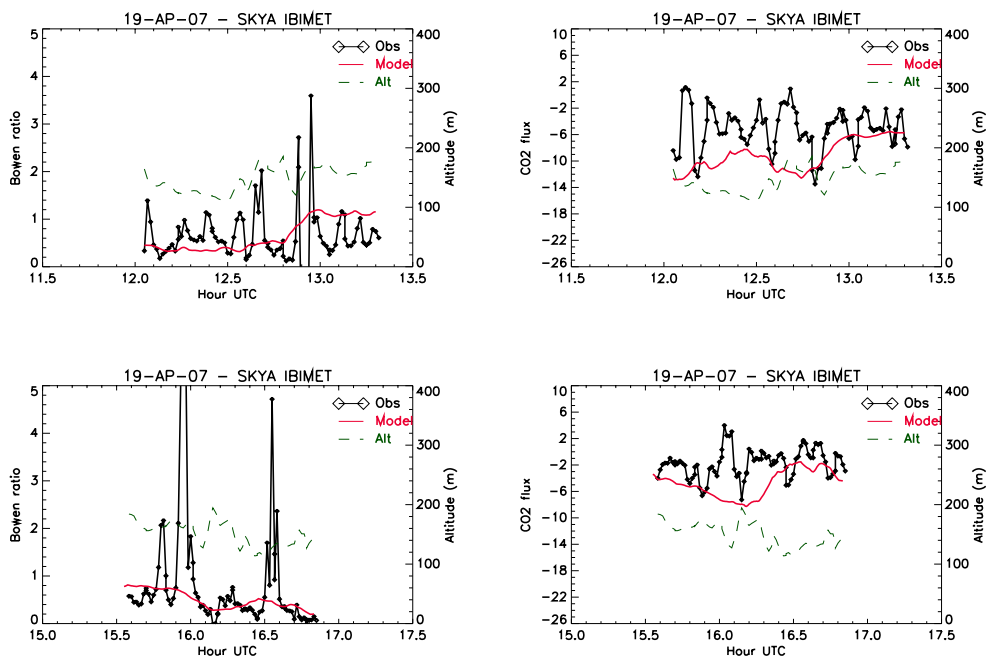 19-AP-07 - SKYA IBIMET
5
4
3
2
1
0
Bowen ratio
400
300
200
100
0
Altitude (m)
Obs
Model
Alt
11.5 12.0 12.5 13.0 13.5
Hour UTC
19-AP-07 - SKYA IBIMET
10
6
2
-2
-6
-10
-14
-18
-22
-26
CO2 flux
400
300
200
100
0
Altitude (m)
Obs
Model
Alt
11.5 12.0 12.5 13.0 13.5
Hour UTC
19-AP-07 - SKYA IBIMET
5
4
3
2
1
0
Bowen ratio
400
300
200
100
0
Altitude (m)
Obs
Model
Alt
15.0 15.5 16.0 16.5 17.0 17.5
Hour UTC
19-AP-07 - SKYA IBIMET
10
6
2
-2
-6
-10
-14
-18
-22
-26
CO2 flux
400
300
200
100
0
Altitude (m)
Obs
Model
Alt
15.0 15.5 16.0 16.5 17.0 17.5
Hour UTC